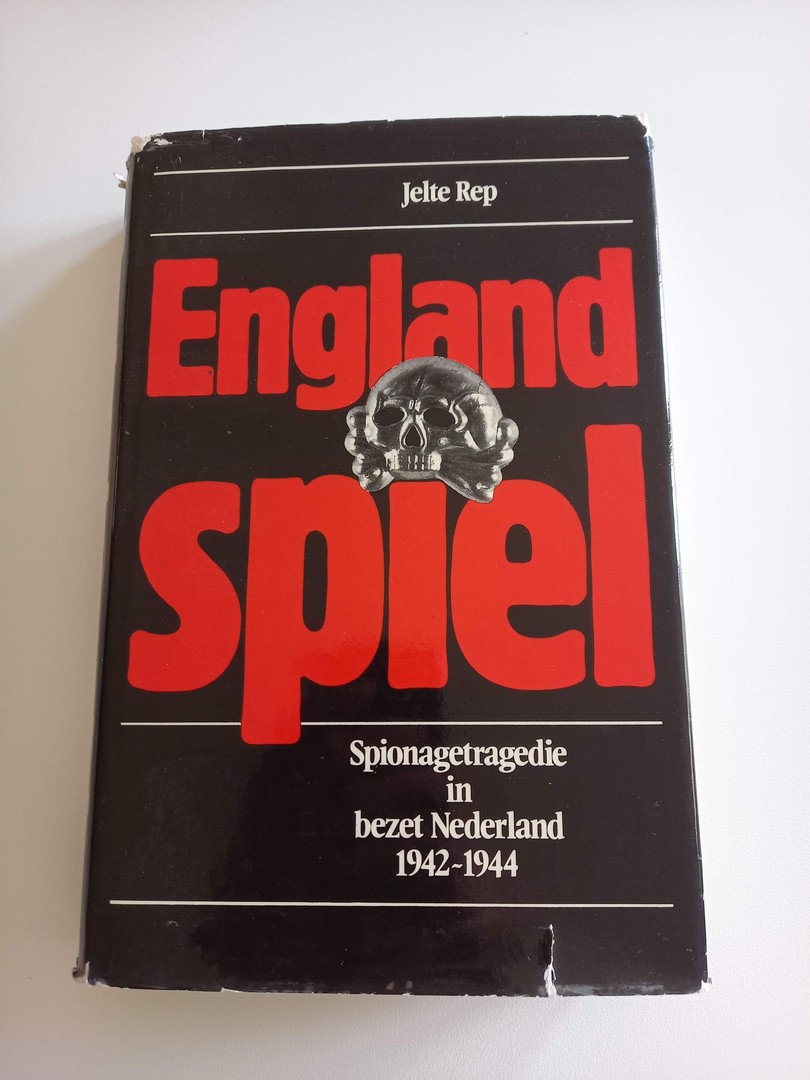 Jelte Rep
England
spiel
Spionagetragedie
in
bezet Nederland
1942~1944